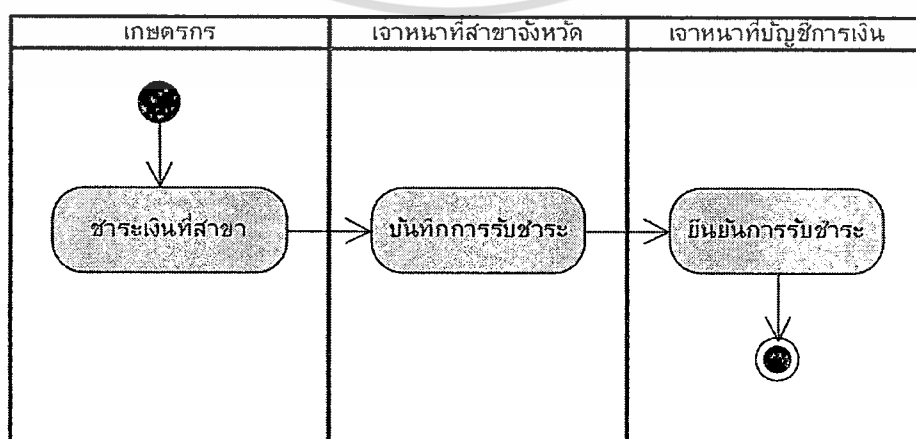 เกษตรกร
เจาหนาที่สาขาจังหวัด
เจาหนาที่บัญชีการเงิน
ชาระเงินที่สาขา
บันทึกการรับชาระ
ยืนยันการรับชาระ